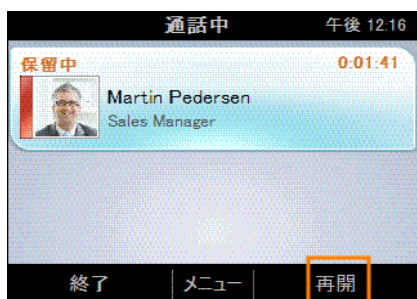 通話中 午後 12:16
保留中 0:01:41
Martin Pedersen
Sales Manager
終了 メニュー 再開